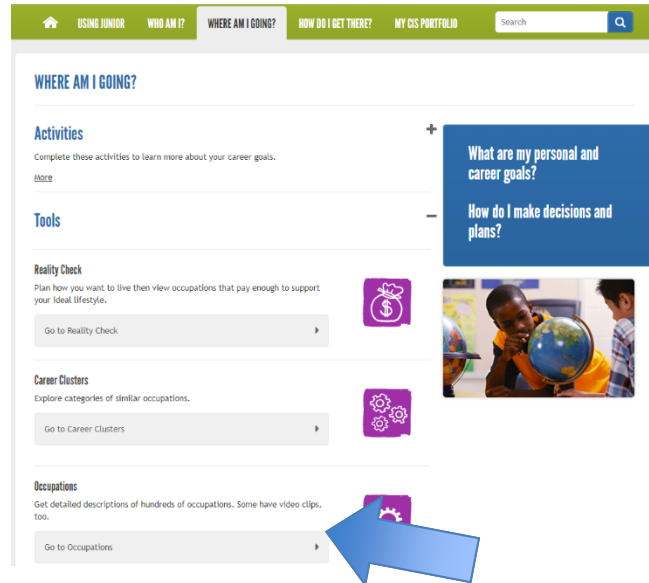 USING JUNIOR WHO AM I? WHERE AM I GOING? HOW DO I GET THERE? MY CIS PORTFOLIO Search
WHERE AM I GOING?
Activities
Complete these activities to learn more about your career goals.
More
Tools
Reality Check
Plan how you want to live then view occupations that pay enough to support
your ideal lifestyle.
$
Go to Reality Check
Career Clusters
Explore categories of similar occupations.
Go to Career Clusters
Occupations
Get detailed descriptions of hundreds of occupations. Some have video clips,
too.
Go to Occupations
What are my personal and
career goals?
How do I make decisions and
plans?